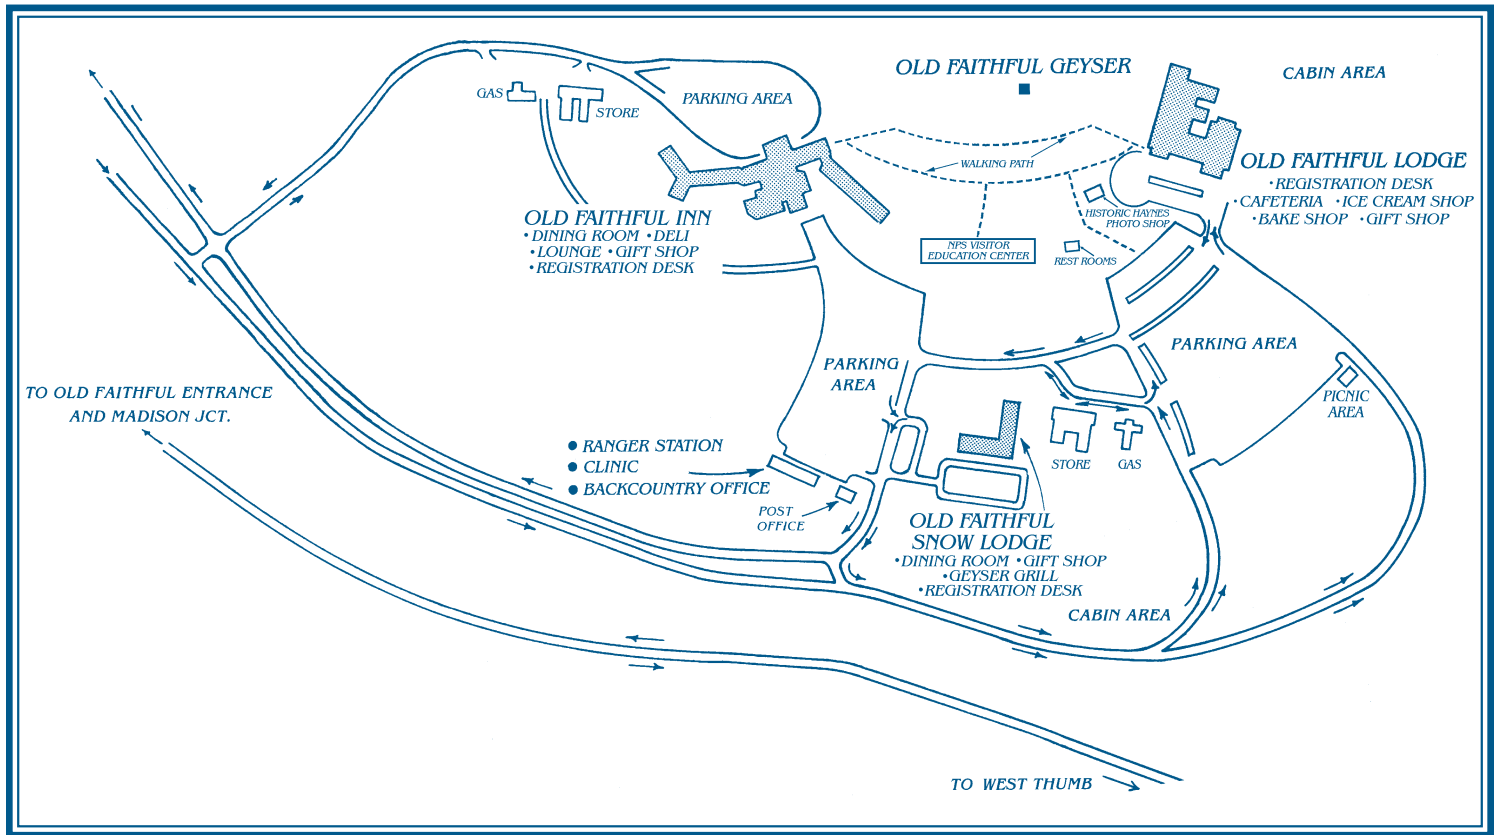 OLD FAITHFUL GEYSER
CABIN AREA
GAS
STORE
PARKING AREA
WALKING PATH
OLD FAITHFUL LODGE
•REGISTRATION DESK
•CAFETERIA •ICE CREAM SHOP
•BAKE SHOP •GIFT SHOP
HISTORIC HAYNES
PHOTO SHOP
OLD FAITHFUL INN
•DINING ROOM •DELI
•LOUNGE •GIFT SHOP
•REGISTRATION DESK
NPS VISITOR
EDUCATION CENTER
REST ROOMS
PARKING AREA
PARKING
AREA
TO OLD FAITHFUL ENTRANCE
AND MADISON JCT.
PICNIC
AREA
• RANGER STATION
• CLINIC
• BACKCOUNTRY OFFICE
STORE
GAS
POST
OFFICE
OLD FAITHFUL
SNOW LODGE
•DINING ROOM •GIFT SHOP
•GEYSER GRILL
•REGISTRATION DESK
CABIN AREA
TO WEST THUMB